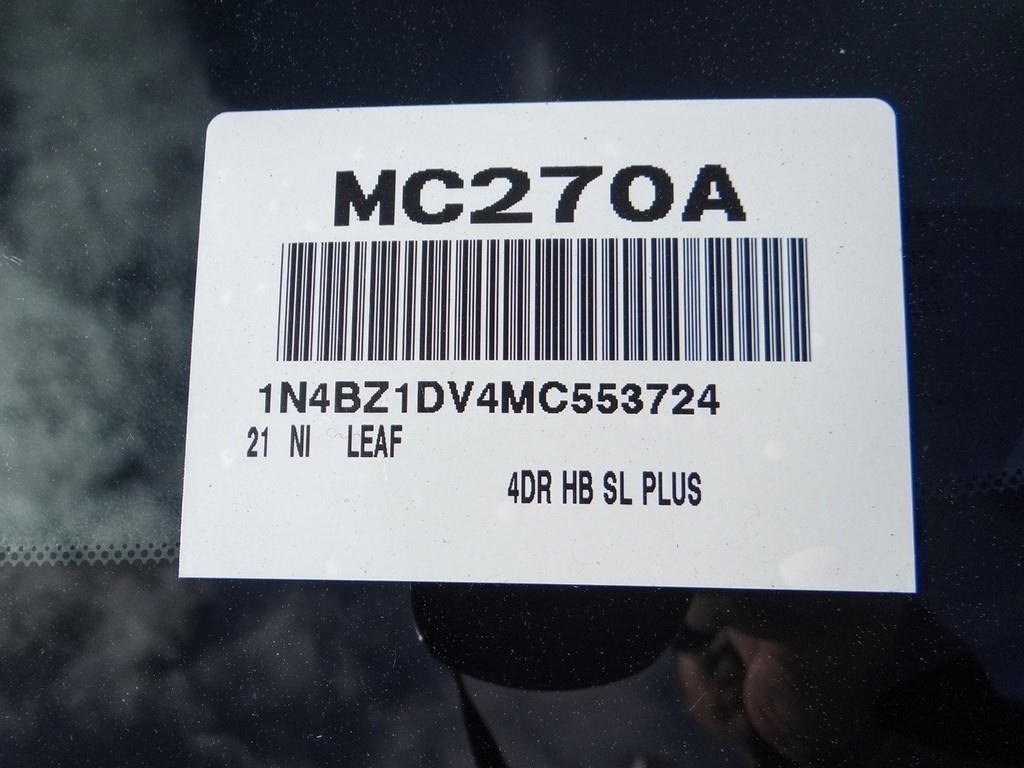 MC270A
1N4BZ1DV4MC553724
21 NI LEAF
4DR HB SL PLUS